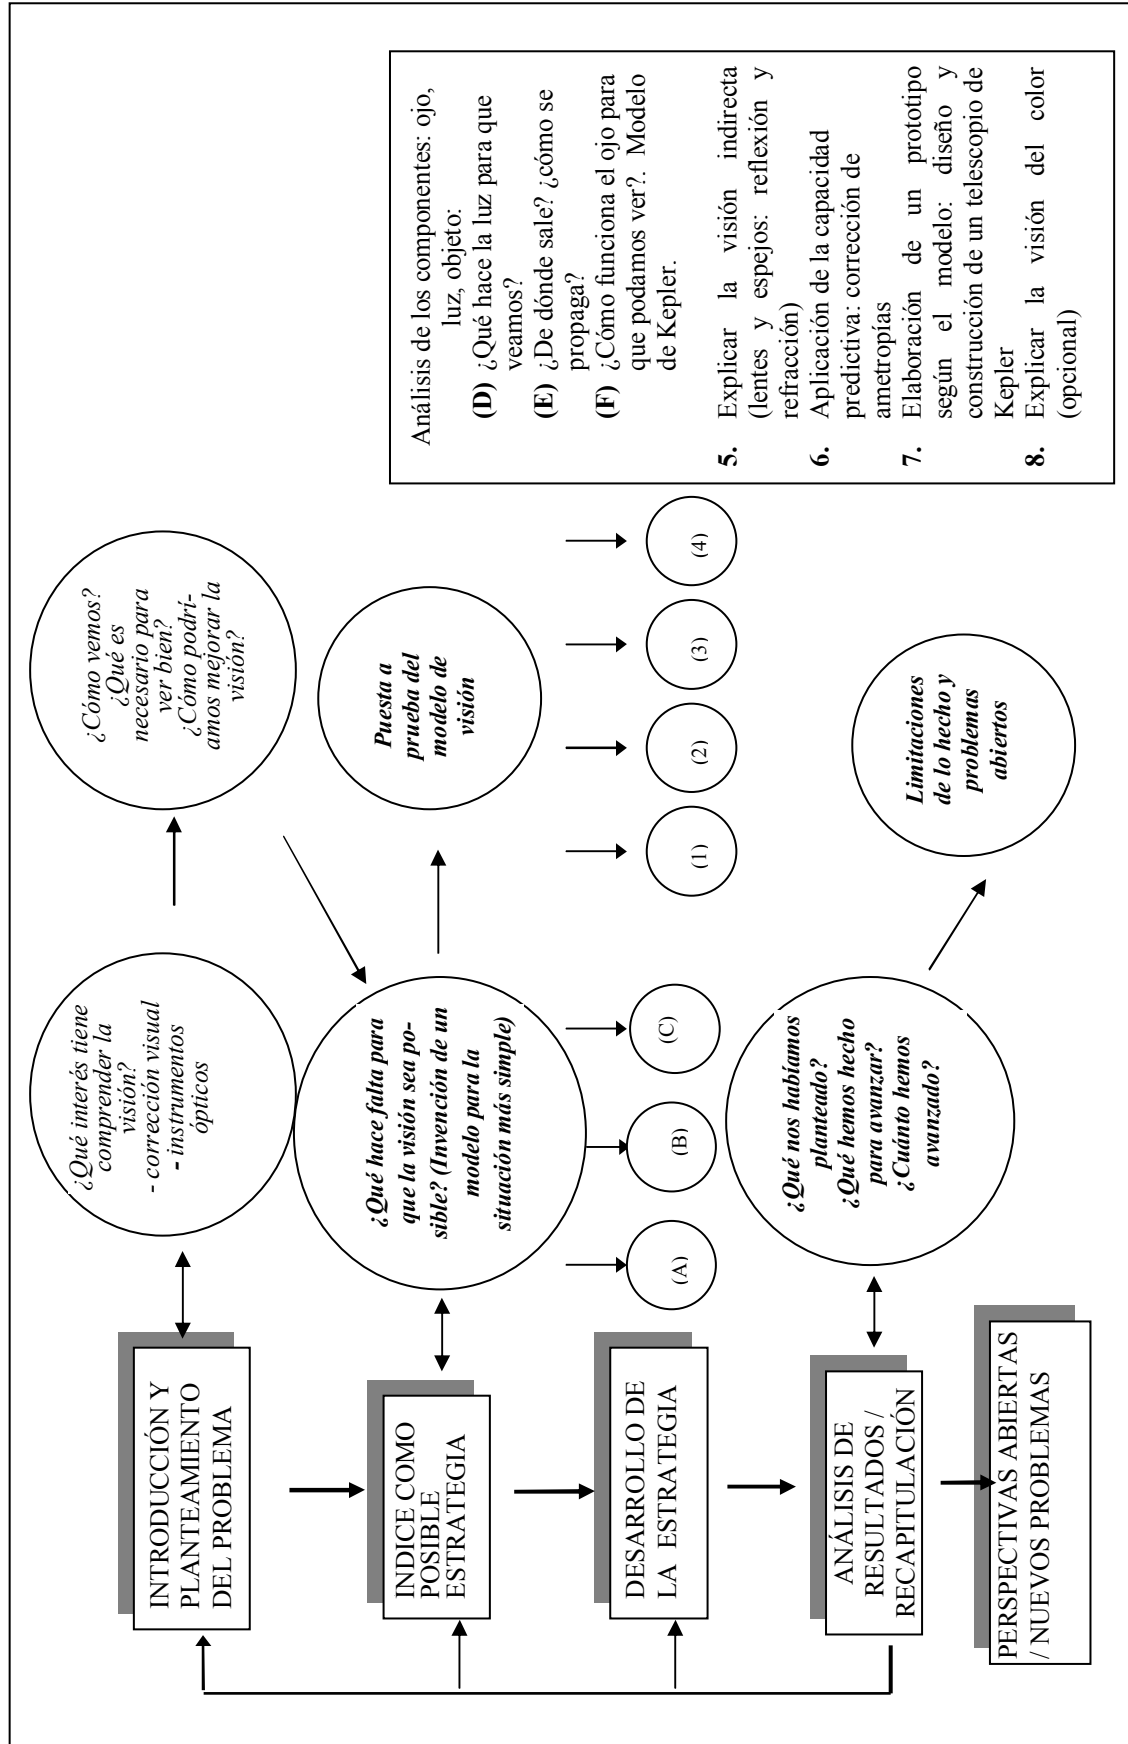 INTRODUCCIÓN Y
PLANTEAMIENTO
DEL PROBLEMA
¿Qué interés tiene
comprender la
visión?
- corrección visual
- instrumentos
ópticos
¿Cómo vemos?
¿Qué es
necesario para
ver bien?
¿Cómo podrí-
amos mejorar la
visión?
INDICE COMO
POSIBLE
ESTRATEGIA
¿Qué hace falta para
que la visión sea po-
sible? (Invención de un
modelo para la
situación más simple)
Puesta a
prueba del
modelo de
visión
DESARROLLO DE
LA ESTRATEGIA
(A)
(B)
(C)
(1)
(2)
(3)
(4)
ANÁLISIS DE
RESULTADOS /
RECAPITULACIÓN
¿Qué nos habíamos
planteado?
¿Qué hemos hecho
para avanzar?
¿Cuánto hemos
avanzado?
Limitaciones
de lo hecho y
problemas
abiertos
PERSPECTIVAS ABIERTAS
/ NUEVOS PROBLEMAS
Análisis de los componentes: ojo,
luz, objeto:
(D) ¿Qué hace la luz para que
veamos?
(E) ¿De dónde sale? ¿cómo se
propaga?
(F) ¿Cómo funciona el ojo para
que podamos ver?. Modelo
de Kepler.
5. Explicar la visión indirecta
(lentes y espejos: reflexión y
refracción)
6. Aplicación de la capacidad
predictiva: corrección de
ametropías
7. Elaboración de un prototipo
según el modelo: diseño y
construcción de un telescopio de
Kepler
8. Explicar la visión del color
(opcional)